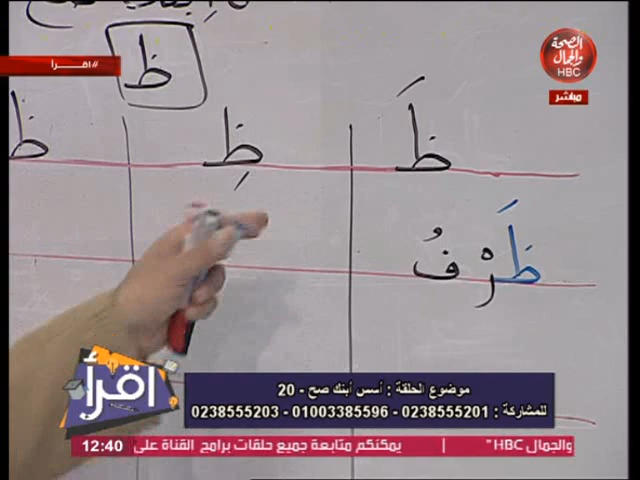 الصحة
والجمال
HBC
مباشر
#اقرأ
ظ
ظَ ظِ ظ
ظَرْفُ
اقرأ
موضوع الحلقة : أسس أبنك صح - 20
للمشاركة : 0238555201 - 01003385596 - 0238555203
والجمال HBC" | يمكنكم متابعة جميع حلقات برامج القناة على
12:40